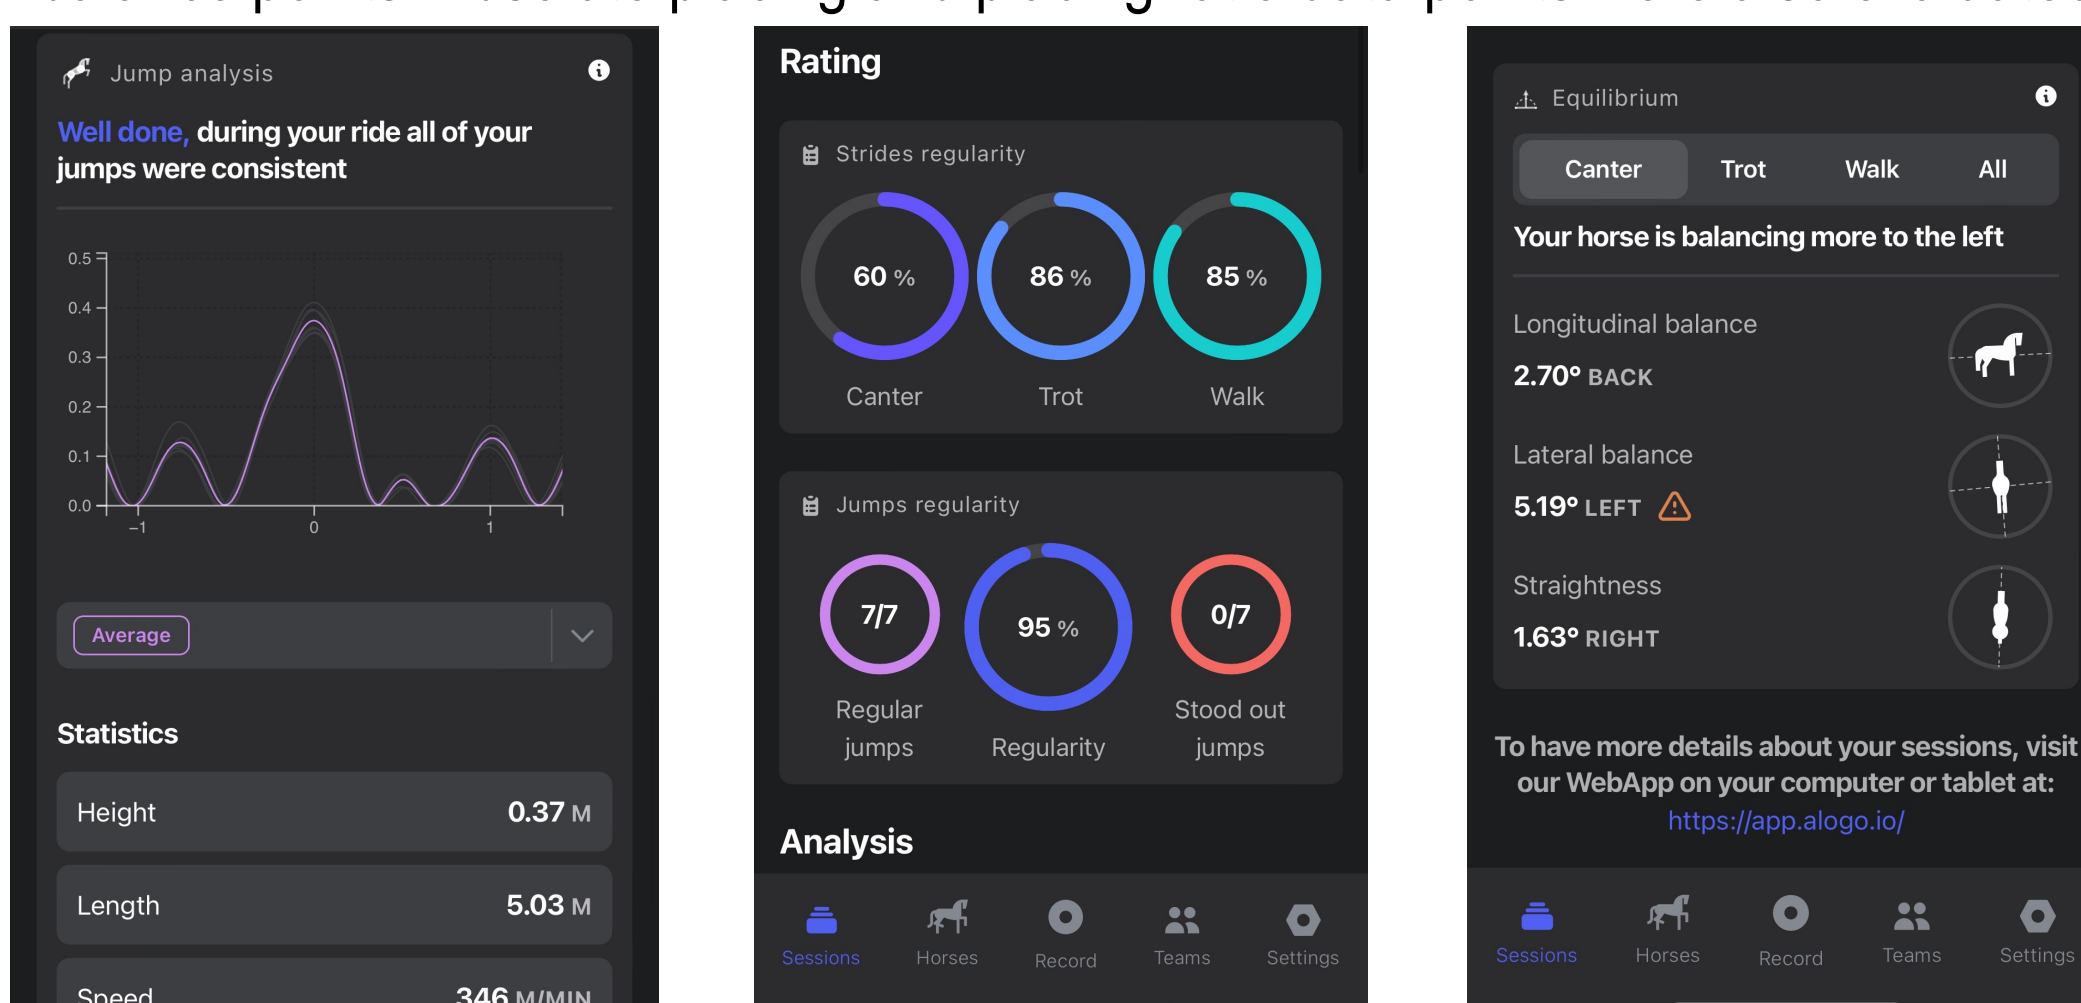 Jump analysis
Well done, during your ride all of your
jumps were consistent
0.5
0.4
0.3
0.2
0.1
0.0
−1 0 1
Average
Statistics
Height 0.37 M
Length 5.03 M
Speed 346 M/MIN
Rating
Strides regularity
60 % 86 % 85 %
Canter Trot Walk
Jumps regularity
7/7 95 % 0/7
Regular
jumps
Regularity
Stood out
jumps
Analysis
Sessions Horses Record Teams Settings
Equilibrium
Canter Trot Walk All
Your horse is balancing more to the left
Longitudinal balance
2.70° BACK
Lateral balance
5.19° LEFT
Straightness
1.63° RIGHT
To have more details about your sessions, visit
our WebApp on your computer or tablet at:
https://app.alogo.io/
Sessions Horses Record Teams Settings